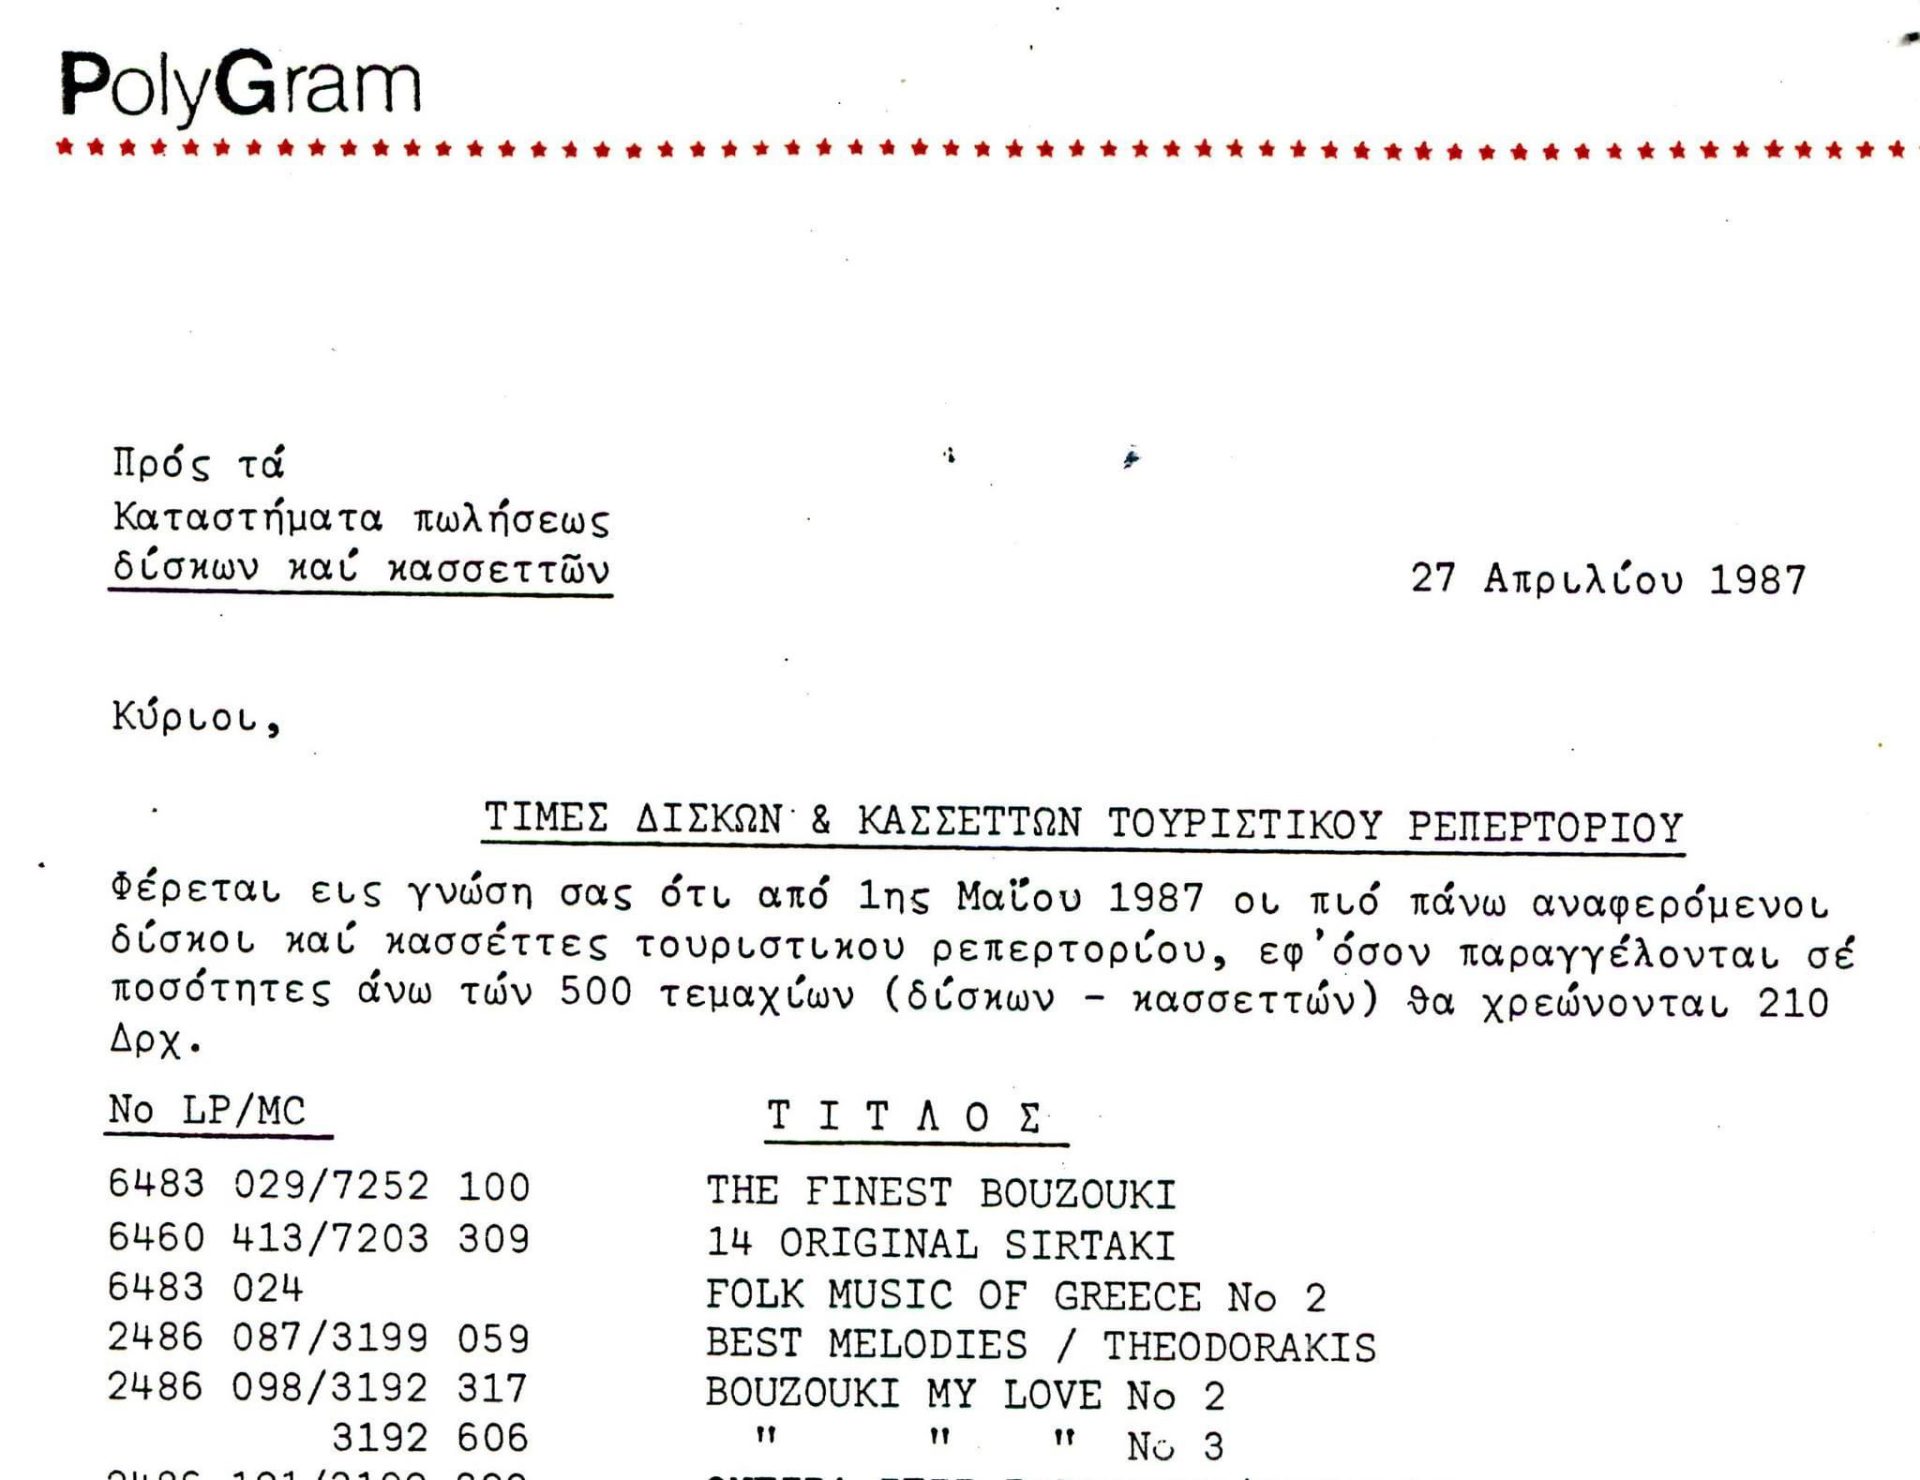 PolyGram
Πρός τά
Καταστήματα πωλήσεως
δίσκων καί κασσεττῶν
27 Απριλίου 1987
Κύριοι,
ΤΙΜΕΣ ΔΙΣΚΩΝ & ΚΑΣΣΕΤΤΩΝ ΤΟΥΡΙΣΤΙΚΟΥ ΡΕΠΕΡΤΟΡΙΟΥ
Φέρεται εις γνώση σας ότι από 1ης Μαΐου 1987 οι πιό πάνω αναφερόμενοι
δίσκοι καί κασσέττες τουριστικου ρεπερτορίου, εφ'όσον παραγγέλονται σέ
ποσότητες άνω τών 500 τεμαχίων (δίσκων - κασσεττών) θα χρεώνονται 210
Δρχ.
No LP/MC Τ Ι Τ Λ Ο Σ
6483 029/7252 100 THE FINEST BOUZOUKI
6460 413/7203 309 14 ORIGINAL SIRTAKI
6483 024 FOLK MUSIC OF GREECE No 2
2486 087/3199 059 BEST MELODIES / THEODORAKIS
2486 098/3192 317 BOUZOUKI MY LOVE No 2
3192 606 " " " No 3